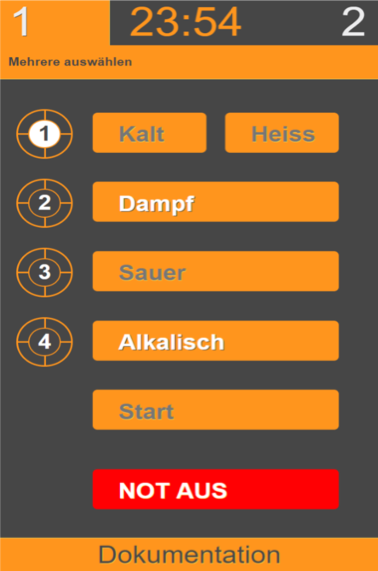 1 23:54 2
Mehrere auswählen
1 Kalt Heiss
2 Dampf
3 Sauer
4 Alkalisch
Start
NOT AUS
Dokumentation